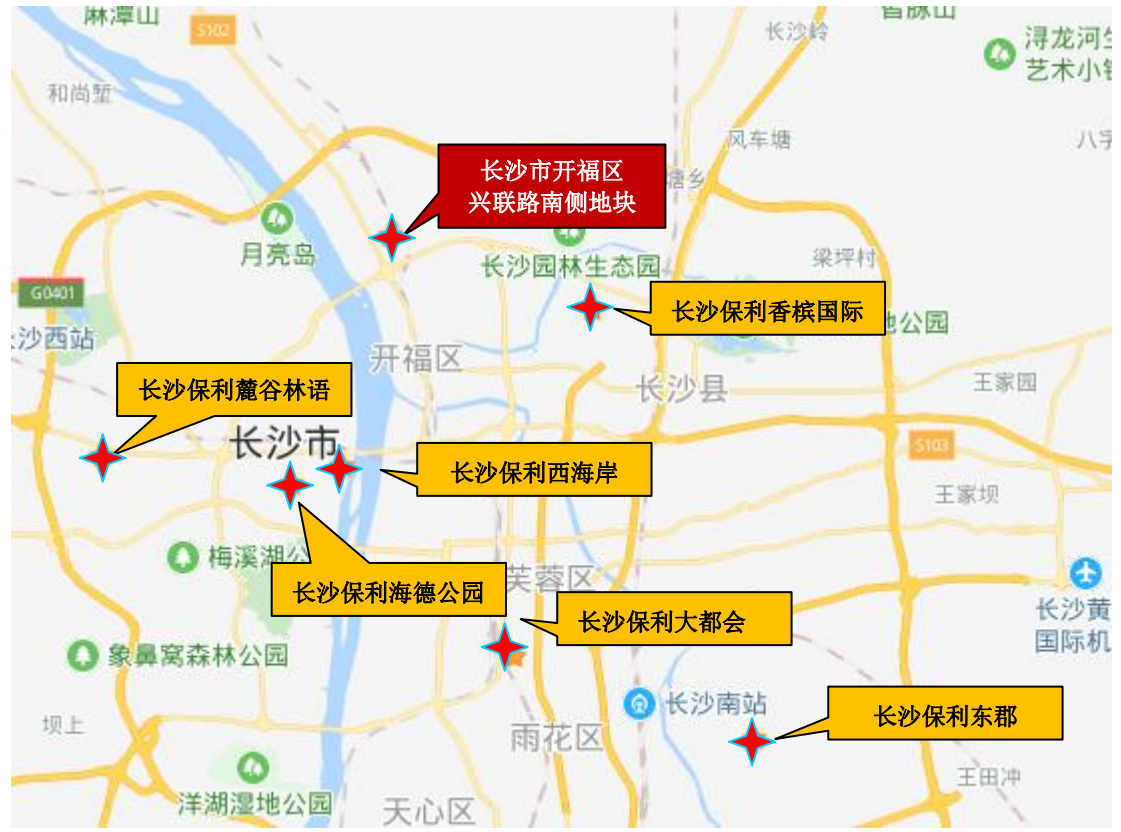 麻潭山
S102
长沙岭
浔龙河生
艺术小镇
和尚堑
风车塘
八字
长沙市开福区
兴联路南侧地块
塘乡
月亮岛
长沙园林生态园
梁坪村
G0401
长沙保利香槟国际
地公园
沙西站
开福区
长沙县
王家园
长沙保利麓谷林语
长沙市
S103
长沙保利西海岸
王家坝
梅溪湖公
芙蓉区
长沙保利海德公园
长沙保利大都会
长沙黄
国际机
象鼻窝森林公园
坝上
长沙南站
长沙保利东郡
雨花区
王田冲
洋湖湿地公园
天心区